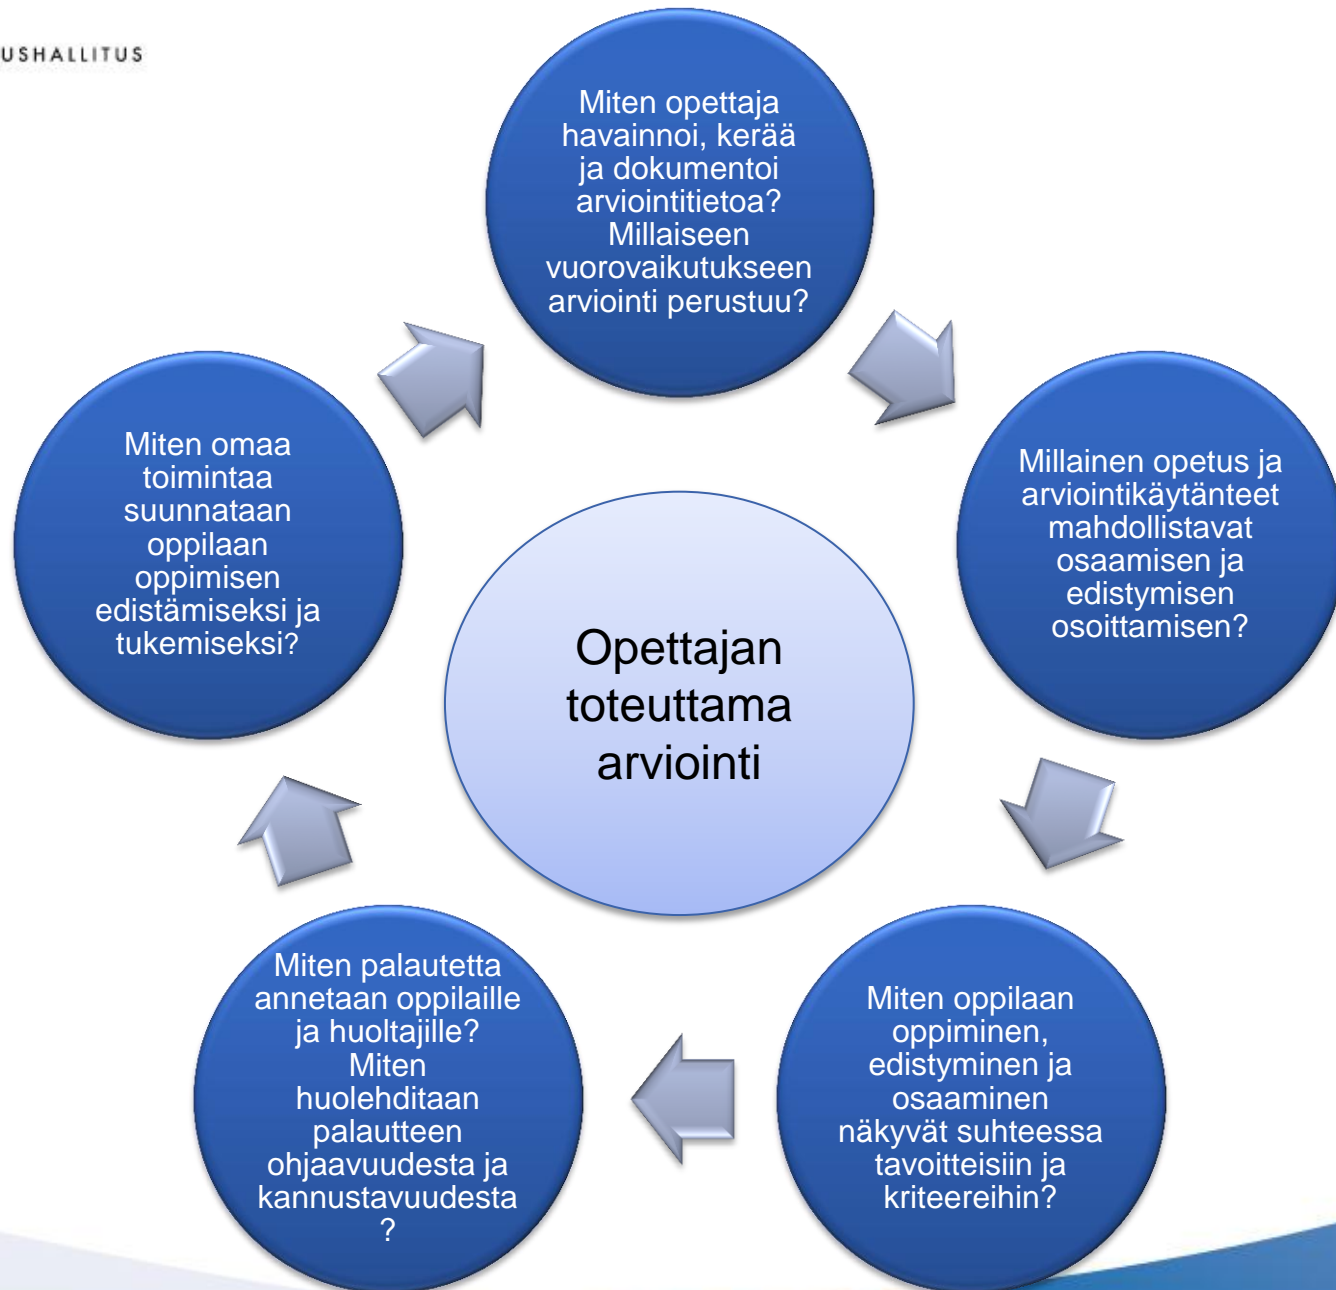 USHALLITUS
Miten opettaja
havainnoi, kerää
ja dokumentoi
arviointitietoa?
Millaiseen
vuorovaikutukseen
arviointi perustuu?
Millainen opetus ja
arviointikäytänteet
mahdollistavat
osaamisen ja
edistymisen
osoittamisen?
Miten oppilaan
oppiminen,
edistyminen ja
osaaminen
näkyvät suhteessa
tavoitteisiin ja
kriteereihin?
Miten palautetta
annetaan oppilaille
ja huoltajille?
Miten
huolehditaan
palautteen
ohjaavuudesta ja
kannustavuudesta
?
Miten omaa
toimintaa
suunnataan
oppilaan
oppimisen
edistämiseksi ja
tukemiseksi?
Opettajan
toteuttama
arviointi